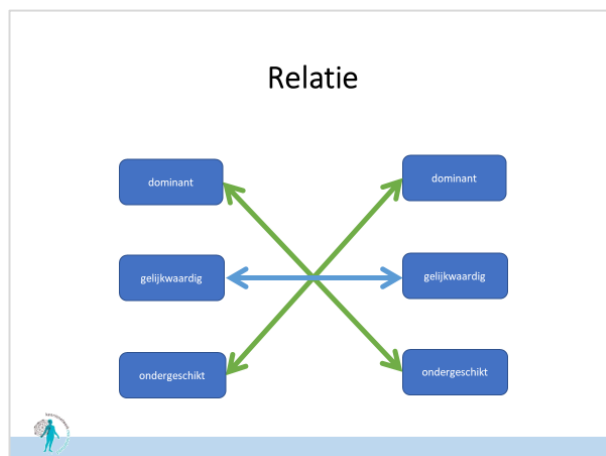 Relatie
dominant
dominant
gelijkwaardig
gelijkwaardig
ondergeschikt
ondergeschikt